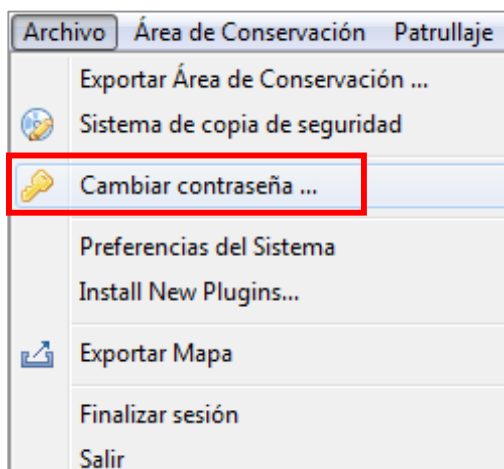 Archivo Área de Conservación Patrullaje
Exportar Área de Conservación ...
Sistema de copia de seguridad
Cambiar contraseña ...
Preferencias del Sistema
Install New Plugins...
Exportar Mapa
Finalizar sesión
Salir